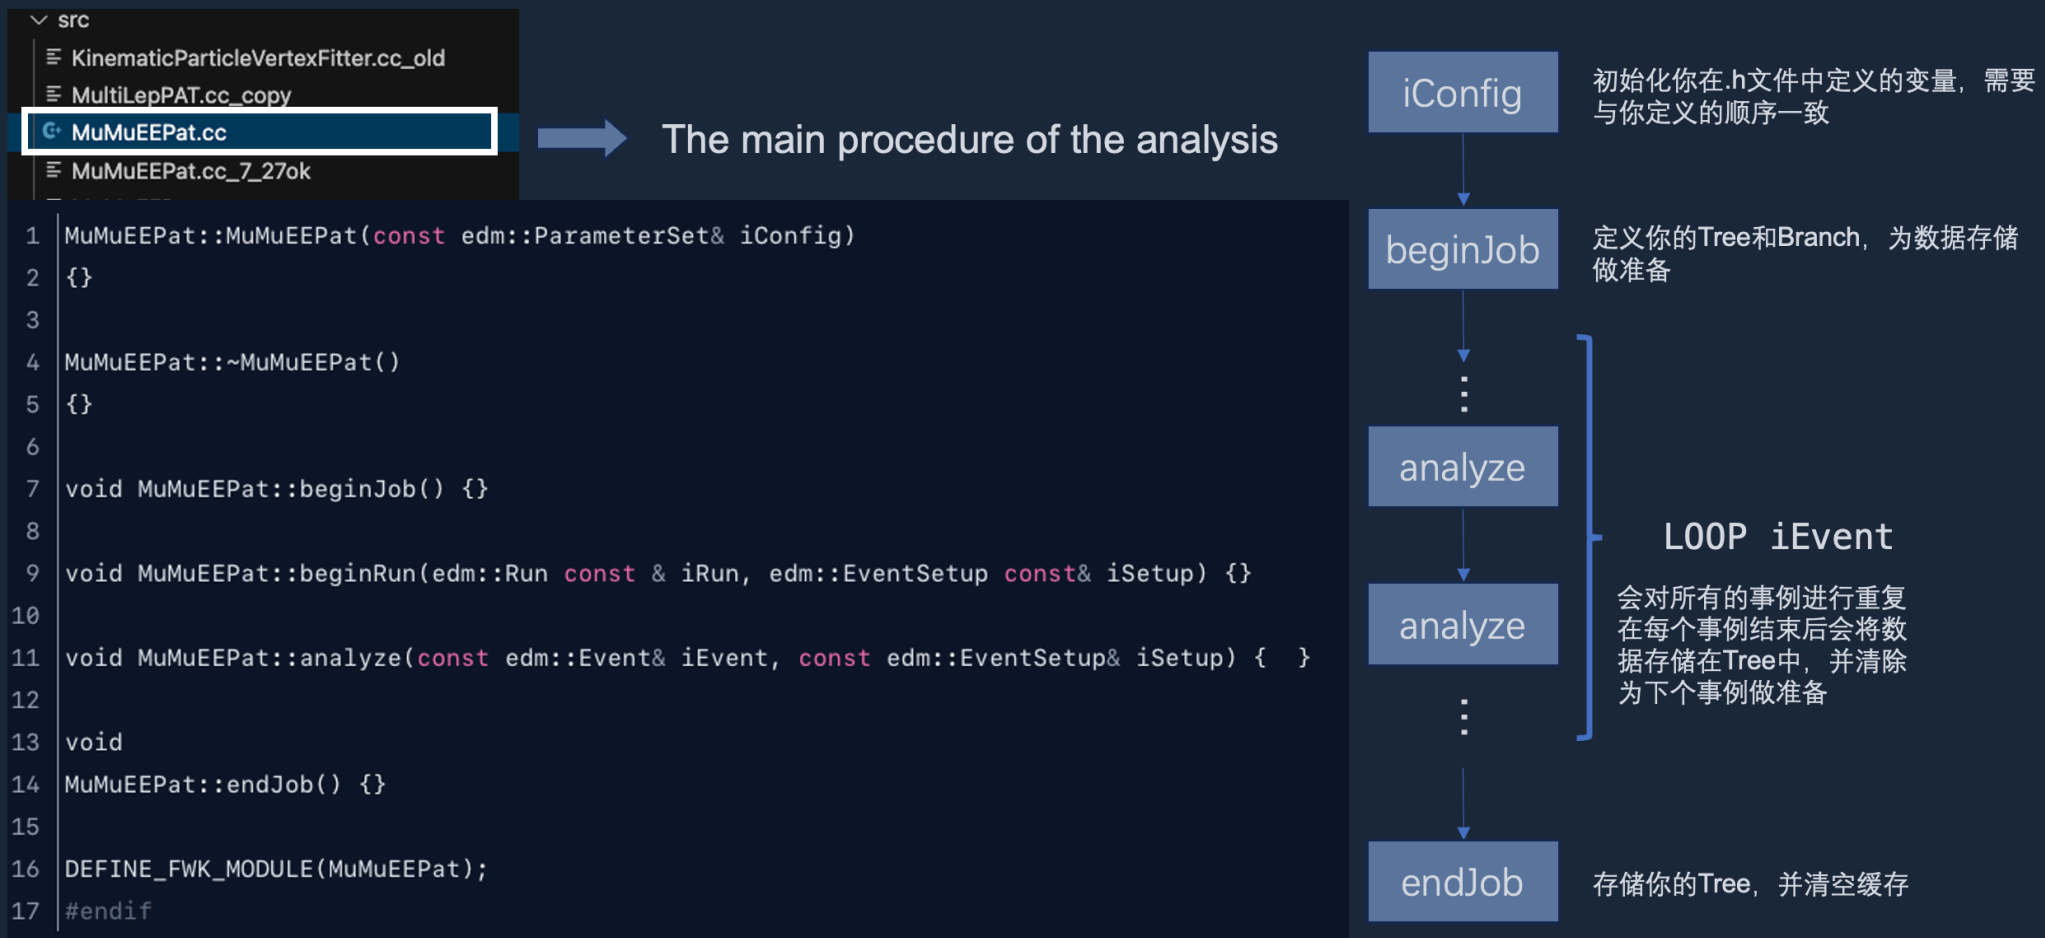 src
KinematicParticleVertexFitter.cc_old
MultiLepPAT.cc_copy
MuMuEEPat.cc
MuMuEEPat.cc_7_27ok
The main procedure of the analysis
1 MuMuEEPat::MuMuEEPat(const edm::ParameterSet& iConfig)
2 {}
3
4 MuMuEEPat::~MuMuEEPat()
5 {}
6
7 void MuMuEEPat::beginJob() {}
8
9 void MuMuEEPat::beginRun(edm::Run const & iRun, edm::EventSetup const& iSetup) {}
10
11 void MuMuEEPat::analyze(const edm::Event& iEvent, const edm::EventSetup& iSetup) {  }
12
13 void
14 MuMuEEPat::endJob() {}
15
16 DEFINE_FWK_MODULE(MuMuEEPat);
17 #endif
iConfig
初始化你在.h文件中定义的变量，需要
与你定义的顺序一致
beginJob
定义你的Tree和Branch，为数据存储
做准备
⋮
analyze
analyze
⋮
LOOP iEvent
会对所有的事例进行重复
在每个事例结束后会将数
据存储在Tree中，并清除
为下个事例做准备
endJob
存储你的Tree，并清空缓存